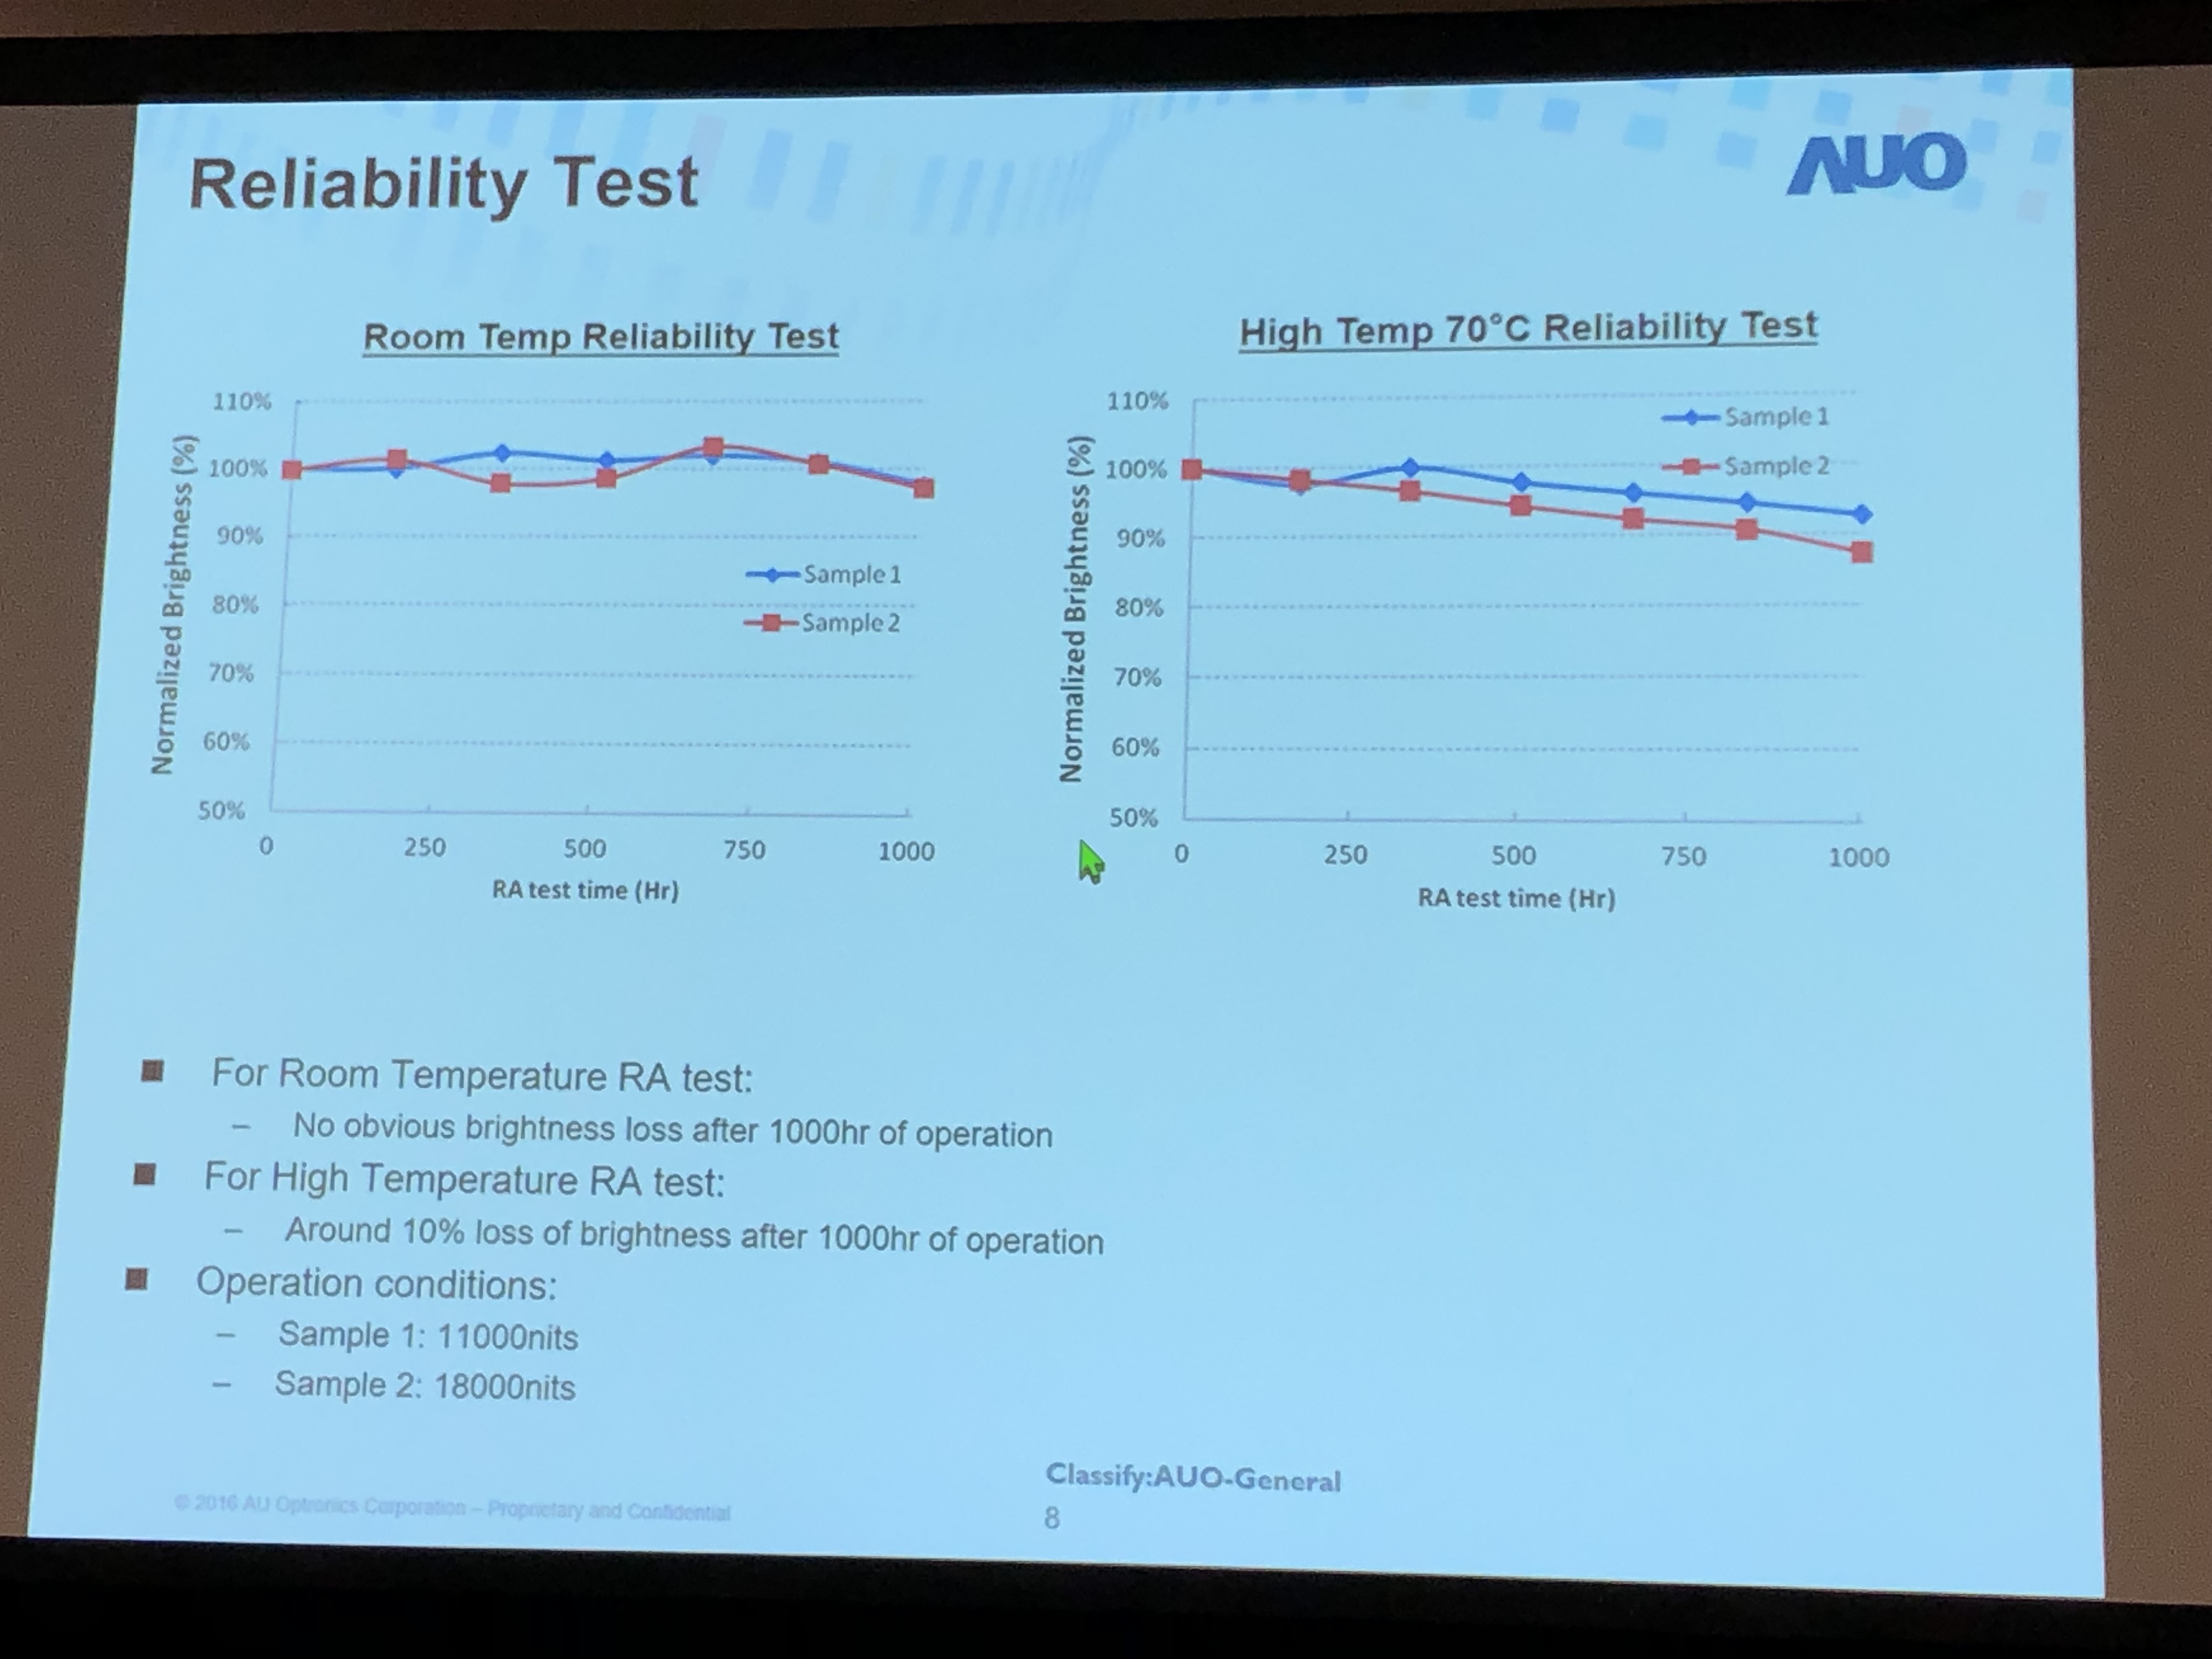 Reliability Test
AUO
Room Temp Reliability Test
110%
100%
90%
80%
70%
60%
50%
Normalized Brightness (%)
Sample 1
Sample 2
0 250 500 750 1000
RA test time (Hr)
High Temp 70°C Reliability Test
110%
100%
90%
80%
70%
60%
50%
Normalized Brightness (%)
Sample 1
Sample 2
0 250 500 750 1000
RA test time (Hr)
■ For Room Temperature RA test:
– No obvious brightness loss after 1000hr of operation
■ For High Temperature RA test:
– Around 10% loss of brightness after 1000hr of operation
■ Operation conditions:
– Sample 1: 11000nits
– Sample 2: 18000nits
Classify:AUO-General
© 2016 AU Optronics Corporation – Proprietary and Confidential
8